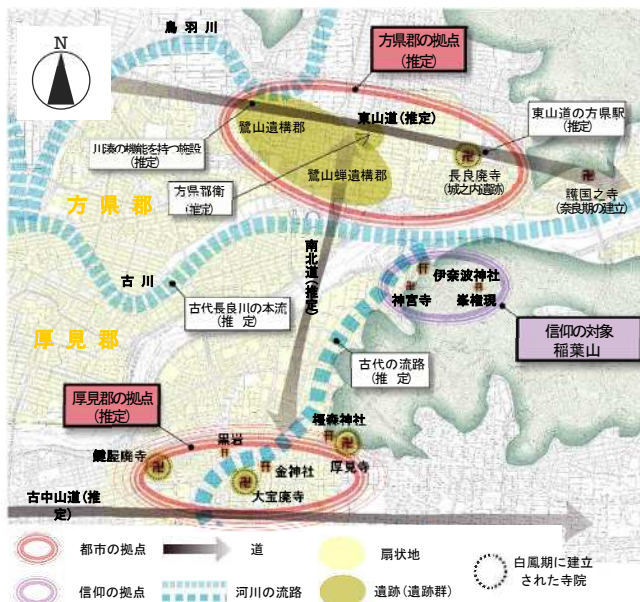 鳥羽川
N
方県郡の拠点
(推定)
東山道(推定)
東山道の方県駅
(推定)
川湊の機能を持つ施設
(推定)
鷺山遺構郡
鷺山蝉遺構郡
方県郡衙
(推定)
長良廃寺
(城之内遺跡)
護国之寺
(奈良期の建立)
方県郡
南北道(推定)
古川
伊奈波神社
神宮寺
峯権現
古代長良川の本流
(推 定)
信仰の対象
稲葉山
厚見郡
古代の流路
(推 定)
厚見郡の拠点
(推定)
橿森神社
黒岩
鍵屋廃寺
厚見寺
金神社
大宝廃寺
古中山道(推
定)
都市の拠点
道
扇状地
白鳳期に建立
された寺院
信仰の拠点
河川の流路
遺跡(遺跡群)